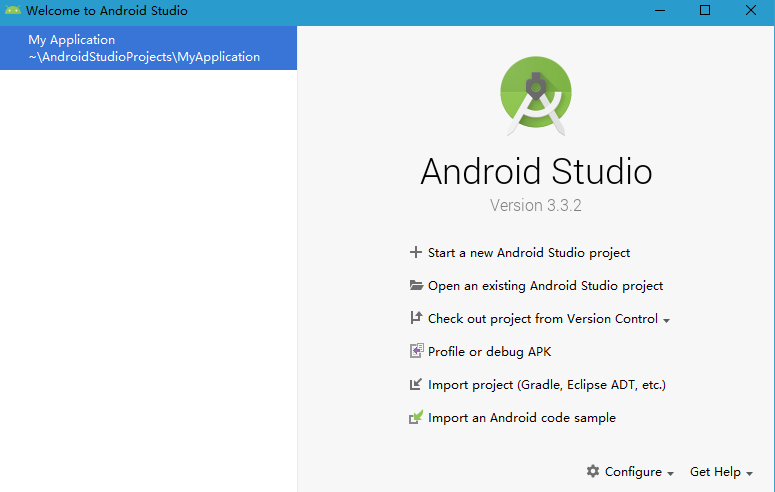 Welcome to Android Studio
My Application
~\AndroidStudioProjects\MyApplication
Android Studio
Version 3.3.2
Start a new Android Studio project
Open an existing Android Studio project
Check out project from Version Control
Profile or debug APK
Import project (Gradle, Eclipse ADT, etc.)
Import an Android code sample
Configure Get Help